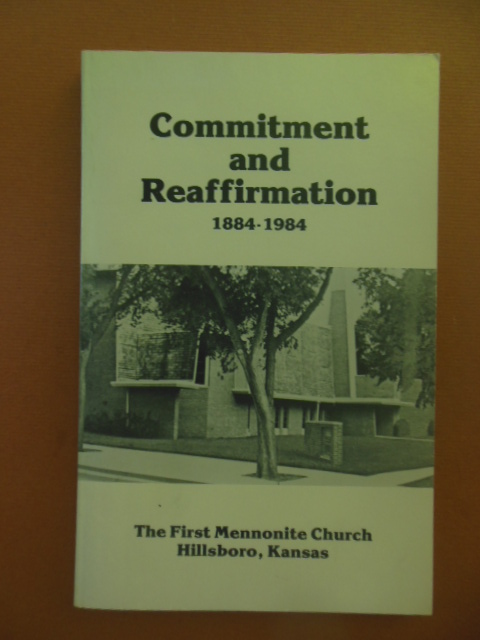 Commitment
and
Reaffirmation
1884-1984
The First Mennonite Church
Hillsboro, Kansas